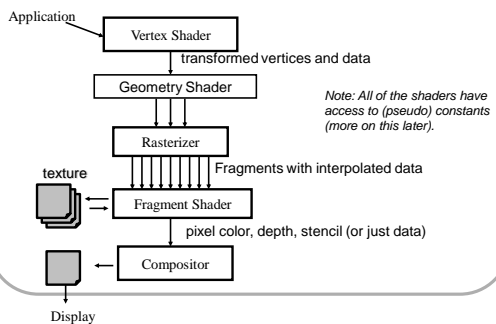 Application
Vertex Shader
transformed vertices and data
Geometry Shader
Note: All of the shaders have
access to (pseudo) constants
(more on this later).
Rasterizer
Fragments with interpolated data
texture
Fragment Shader
pixel color, depth, stencil (or just data)
Compositor
Display